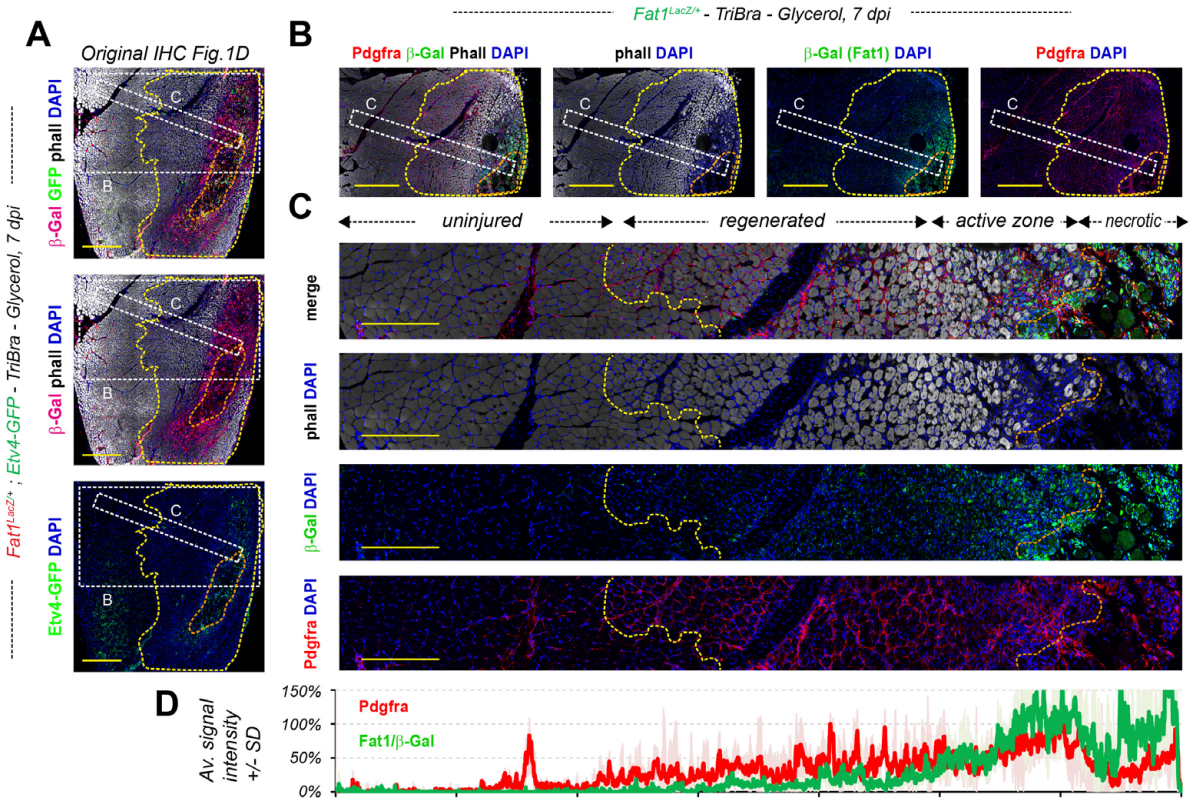 Fat1LacZ/+ - TriBra - Glycerol, 7 dpi
A
Original IHC Fig.1D
Fat1LacZ/+ ; Etv4-GFP - TriBra - Glycerol, 7 dpi
β-Gal GFP phall DAPI
C
B
β-Gal phall DAPI
C
B
Etv4-GFP DAPI
C
B
B
Pdgfra β-Gal Phall DAPI
phall DAPI
β-Gal (Fat1) DAPI
Pdgfra DAPI
C
C
C
C
C
uninjured
regenerated
active zone
necrotic
merge
phall DAPI
β-Gal DAPI
Pdgfra DAPI
D
Av. signal
intensity
+/- SD
150%
100%
50%
0%
Pdgfra
Fat1/β-Gal